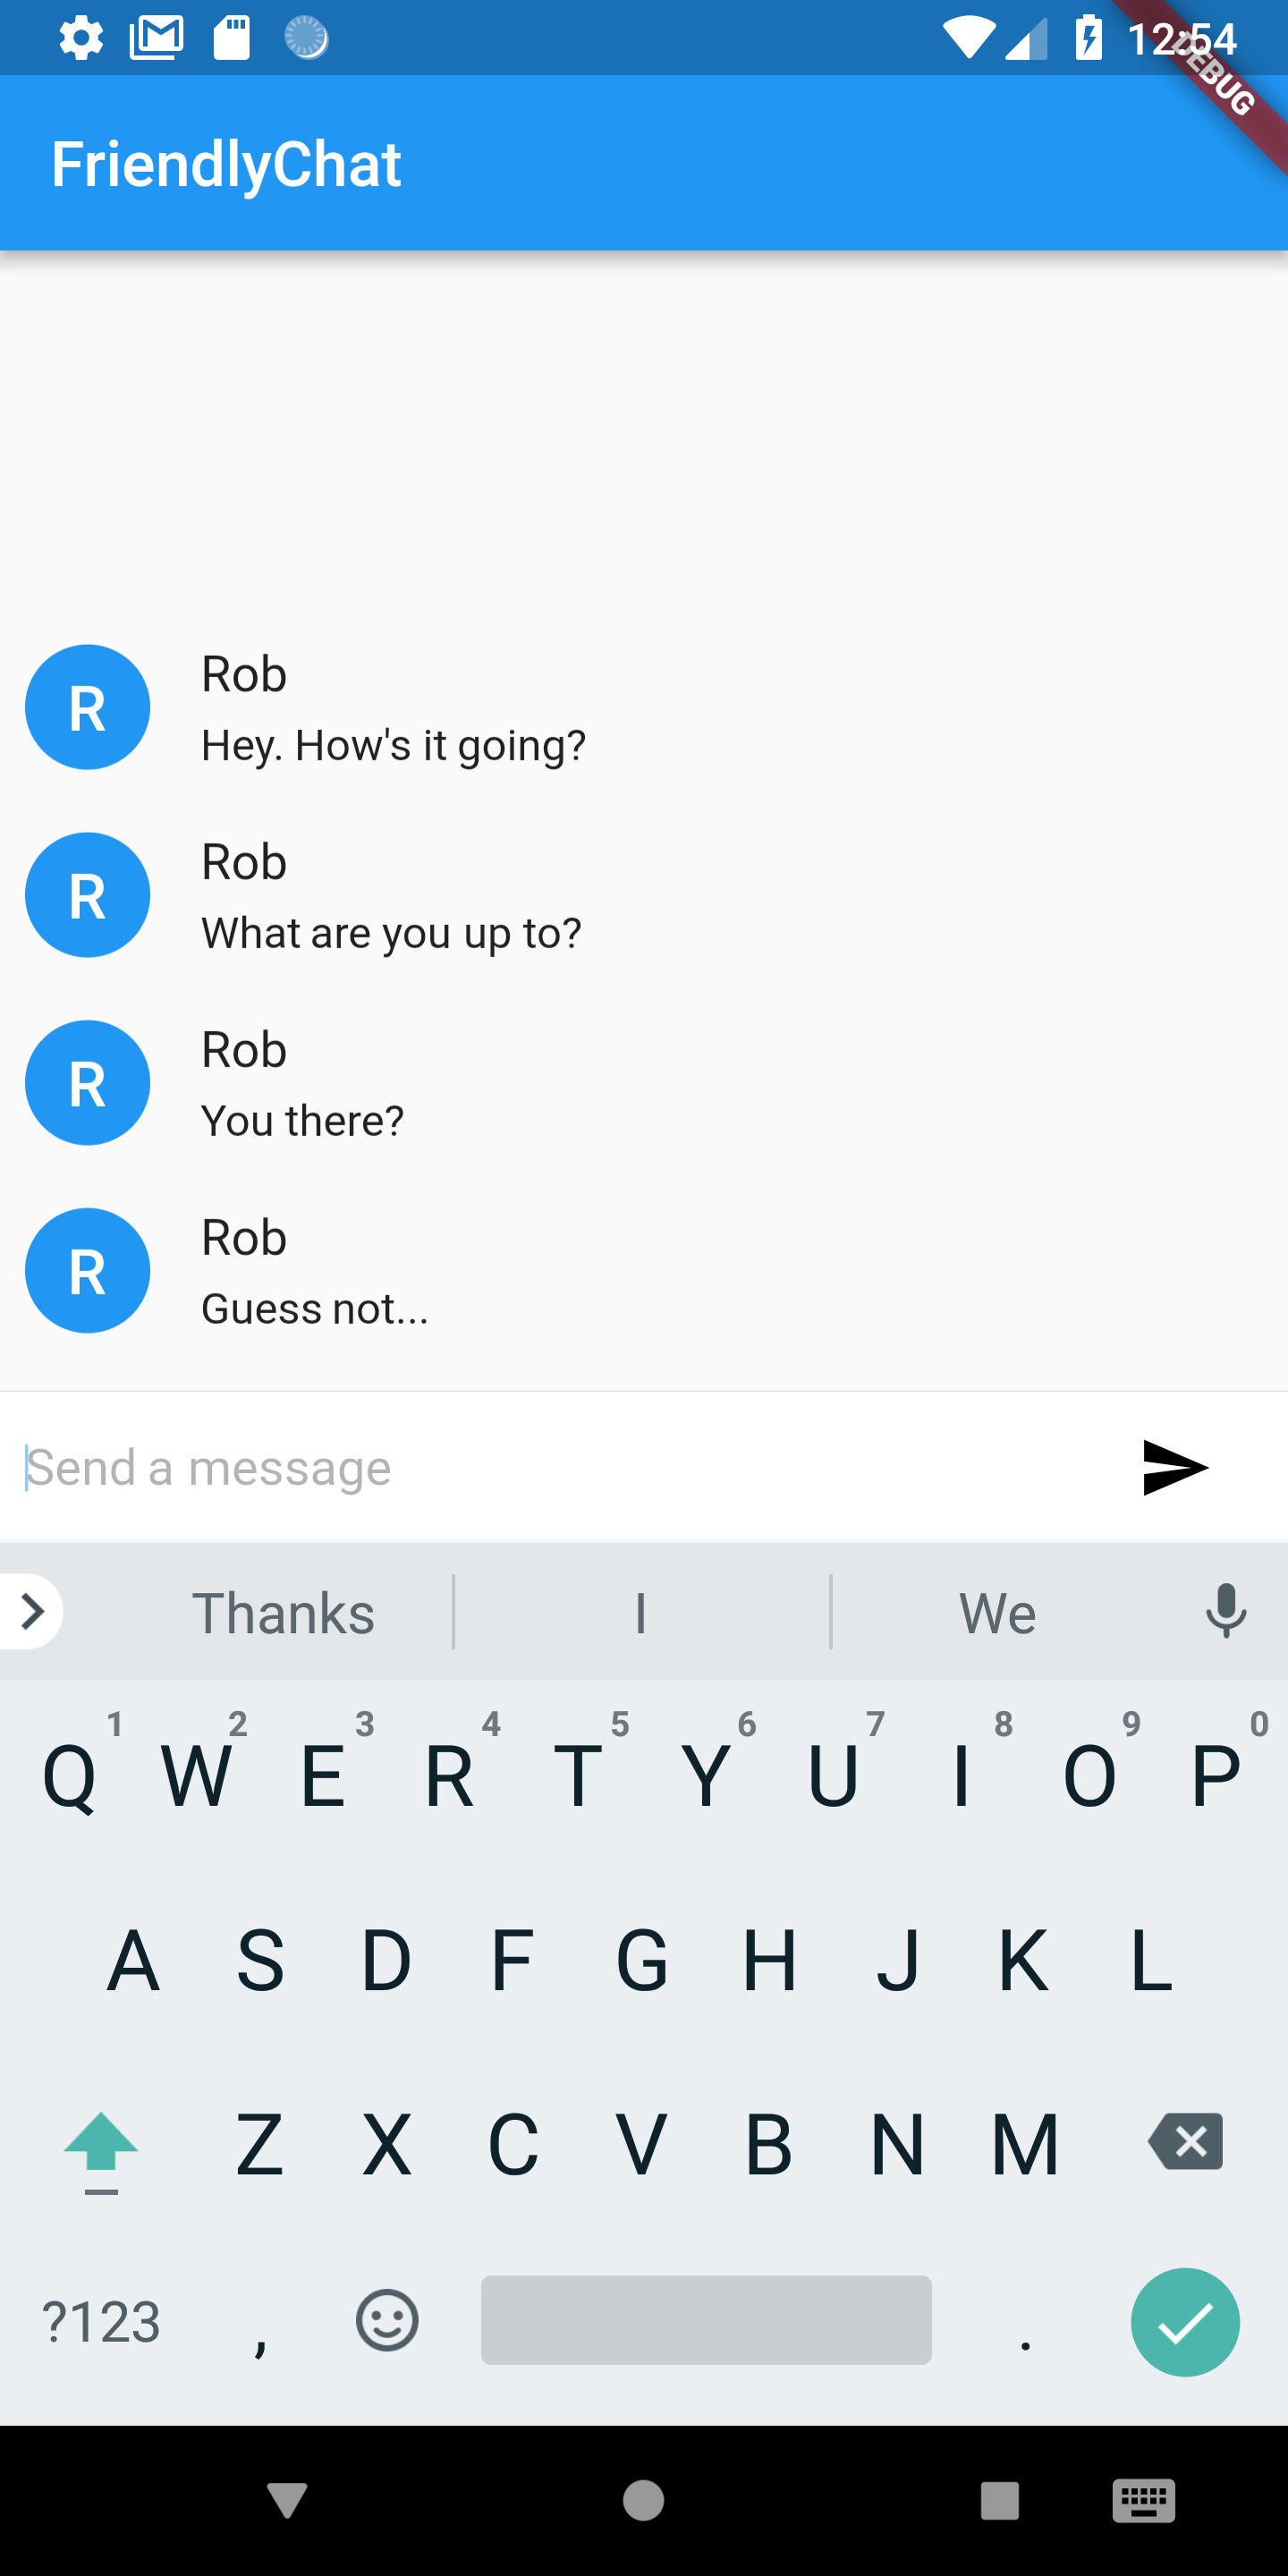 12:54
DEBUG
FriendlyChat
R
Rob
Hey. How's it going?
R
Rob
What are you up to?
R
Rob
You there?
R
Rob
Guess not...
Send a message
Thanks I We
1 2 3 4 5 6 7 8 9 0
Q W E R T Y U I O P
A S D F G H J K L
Z X C V B N M
?123 , .